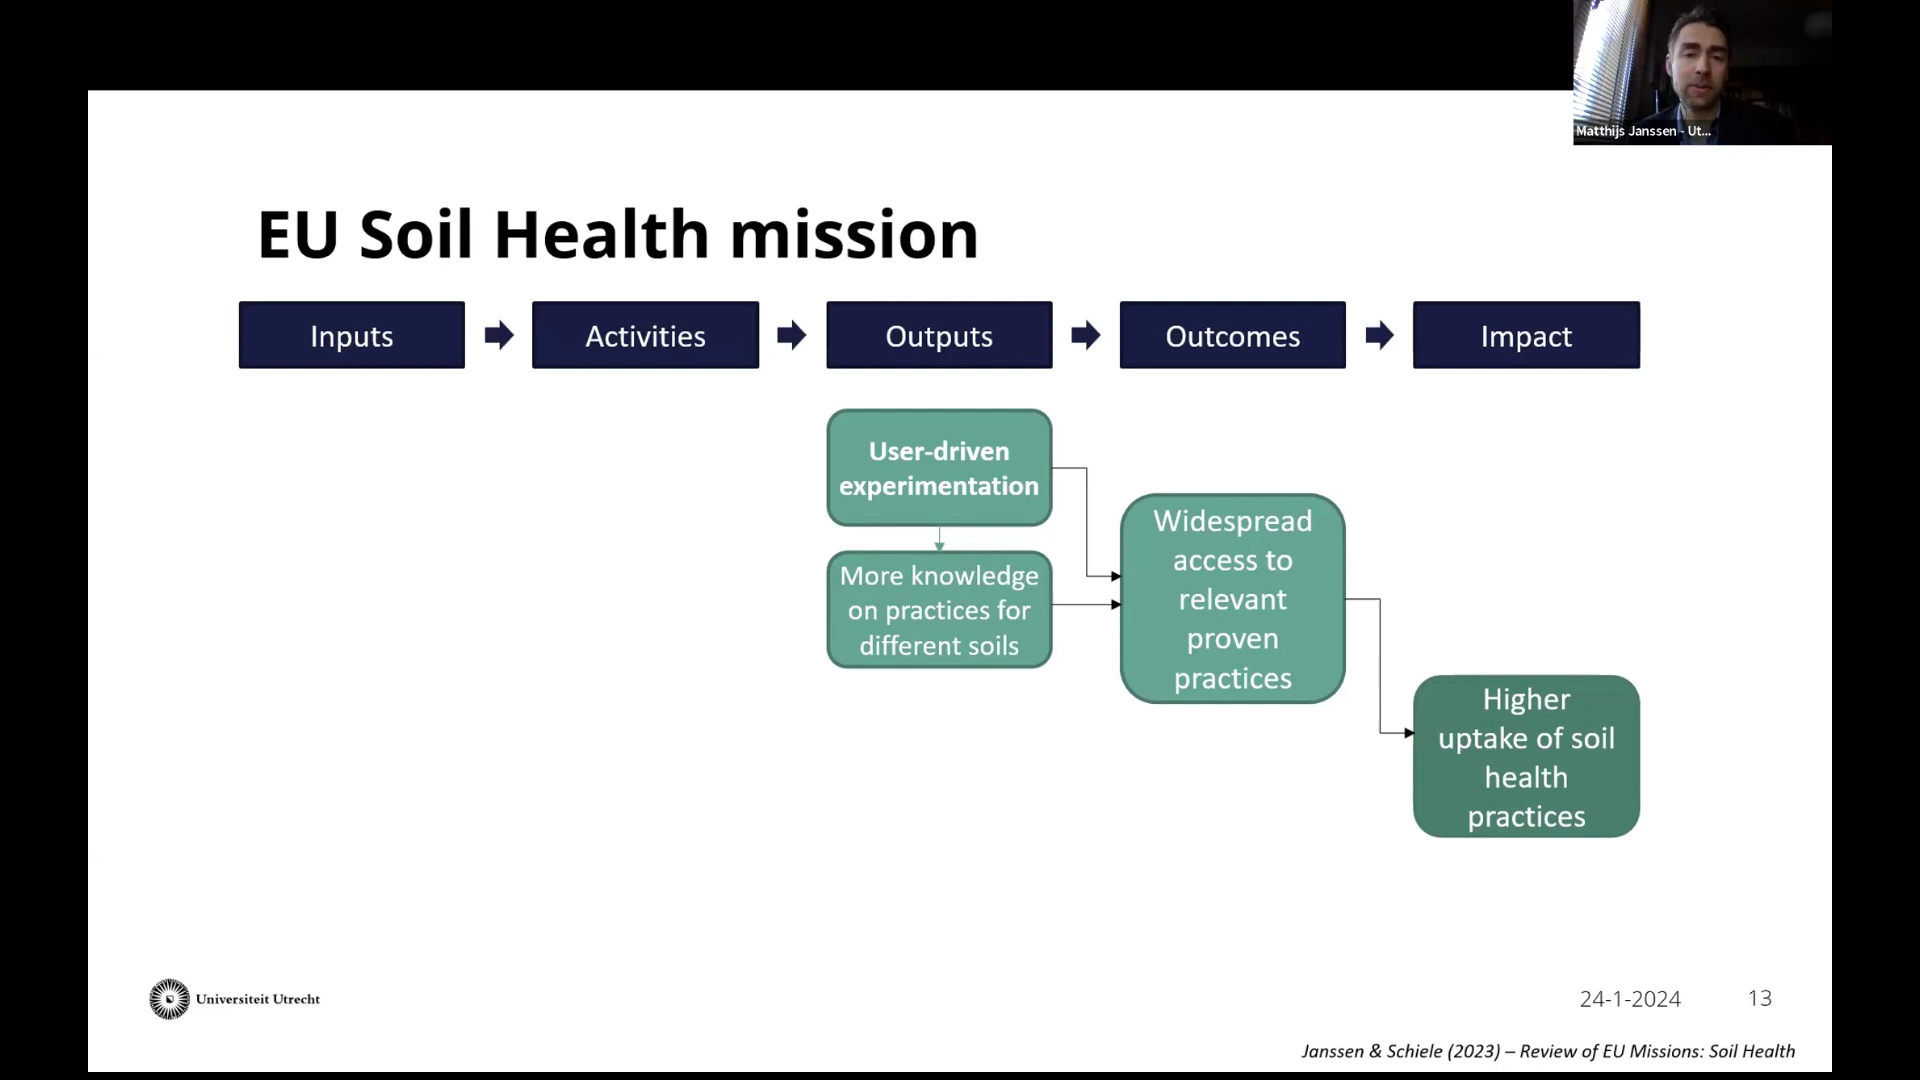 Matthijs Janssen - Ut...
EU Soil Health mission
Inputs
Activities
Outputs
Outcomes
Impact
User-driven
experimentation
More knowledge
on practices for
different soils
Widespread
access to
relevant
proven
practices
Higher
uptake of soil
health
practices
Universiteit Utrecht
24-1-2024
13
Janssen & Schiele (2023) – Review of EU Missions: Soil Health